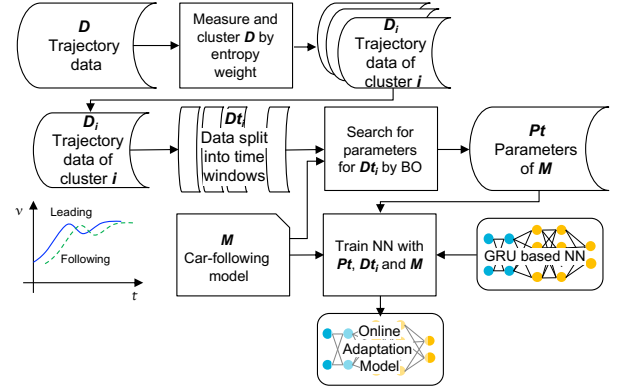 D
Trajectory
data
Measure and
cluster D by
entropy
weight
Di
Trajectory
data of
cluster i
Di
Trajectory
data of
cluster i
Dti
Data split
into time
windows
Search for
parameters
for Dti by BO
Pt
Parameters
of M
v
Leading
Following
t
M
Car-following
model
Train NN with
Pt, Dti and M
GRU based NN
Online
Adaptation
Model